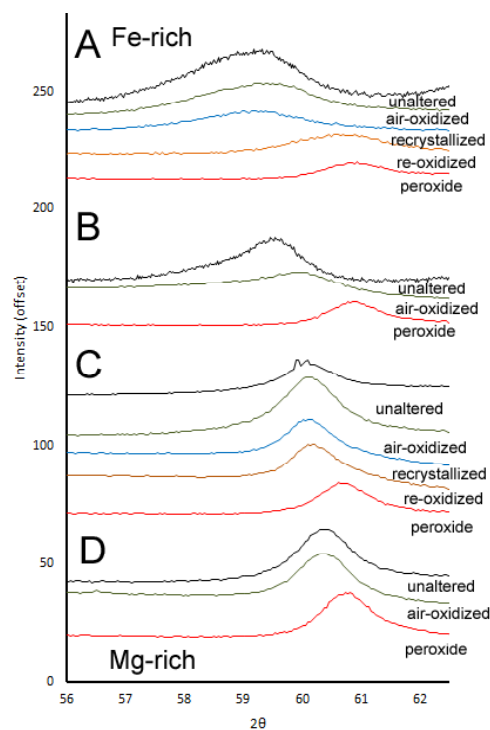 A Fe-rich
unaltered
air-oxidized
recrystallized
re-oxidized
peroxide
B
unaltered
air-oxidized
peroxide
C
unaltered
air-oxidized
recrystallized
re-oxidized
peroxide
D
unaltered
air-oxidized
peroxide
Mg-rich
Intensity (offset)
250
200
150
100
50
0
56 57 58 59 60 61 62
2θ